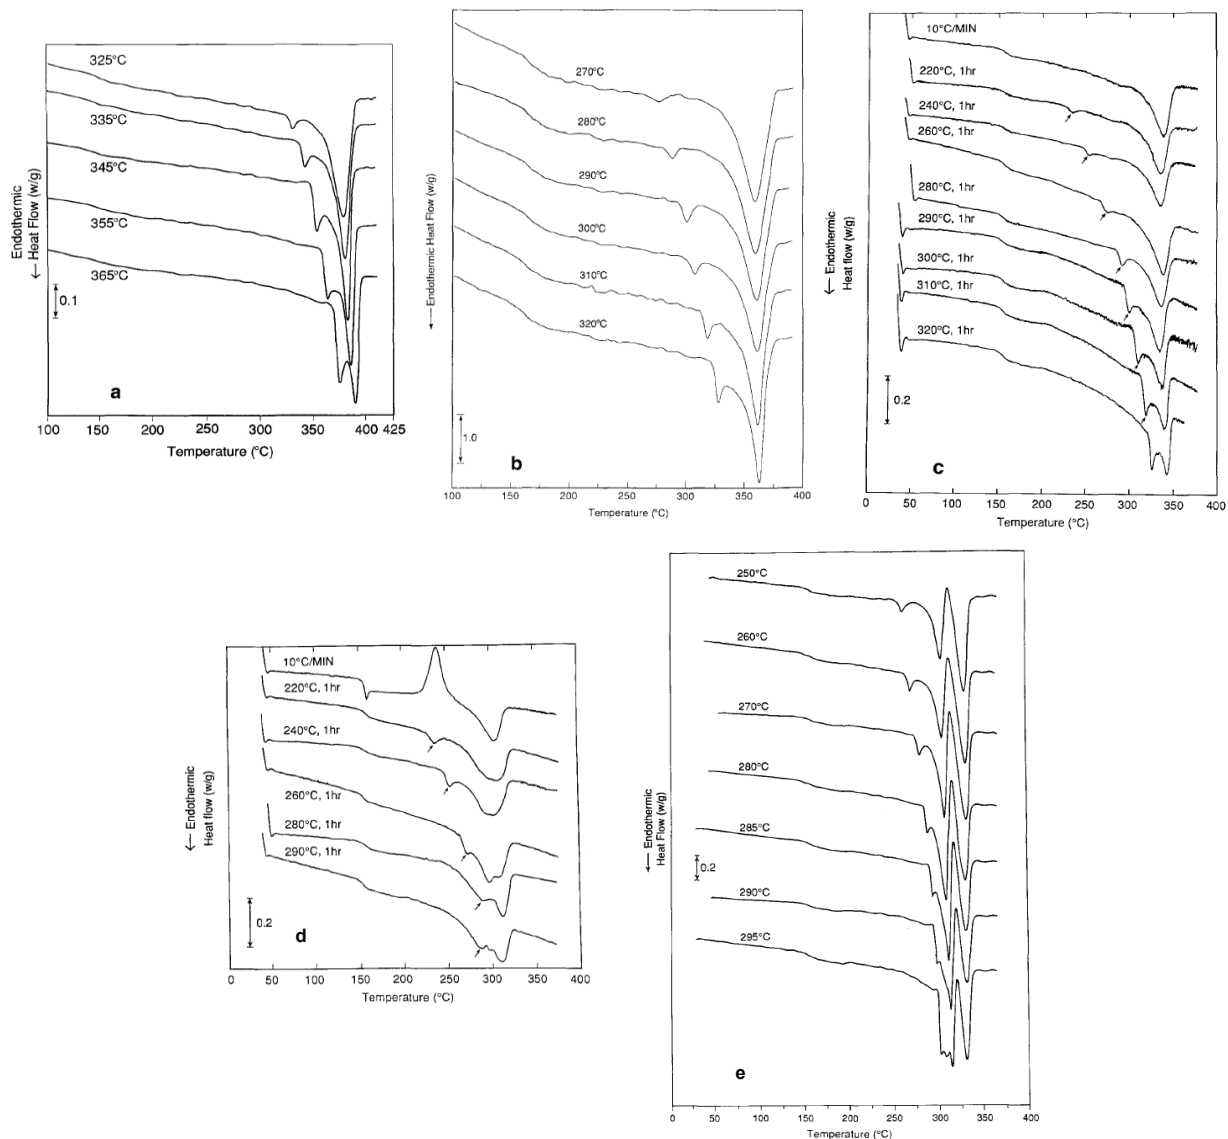 325°C
335°C
345°C
355°C
365°C
← Endothermic
Heat Flow (w/g)
0.1
a
100 150 200 250 300 350 400 425
Temperature (°C)
270°C
280°C
290°C
300°C
310°C
320°C
← Endothermic Heat Flow (w/g)
1.0
b
100 150 200 250 300 350 400
Temperature (°C)
10°C/MIN
220°C, 1hr
240°C, 1hr
260°C, 1hr
280°C, 1hr
290°C, 1hr
300°C, 1hr
310°C, 1hr
320°C, 1hr
← Endothermic
Heat flow (w/g)
0.2
c
0 50 100 150 200 250 300 350 400
Temperature (°C)
10°C/MIN
220°C, 1hr
240°C, 1hr
260°C, 1hr
280°C, 1hr
290°C, 1hr
← Endothermic
Heat flow (w/g)
0.2
d
0 50 100 150 200 250 300 350 400
Temperature (°C)
250°C
260°C
270°C
280°C
285°C
290°C
295°C
← Endothermic
Heat Flow (w/g)
0.2
e
0 50 100 150 200 250 300 350 400
Temperature (°C)